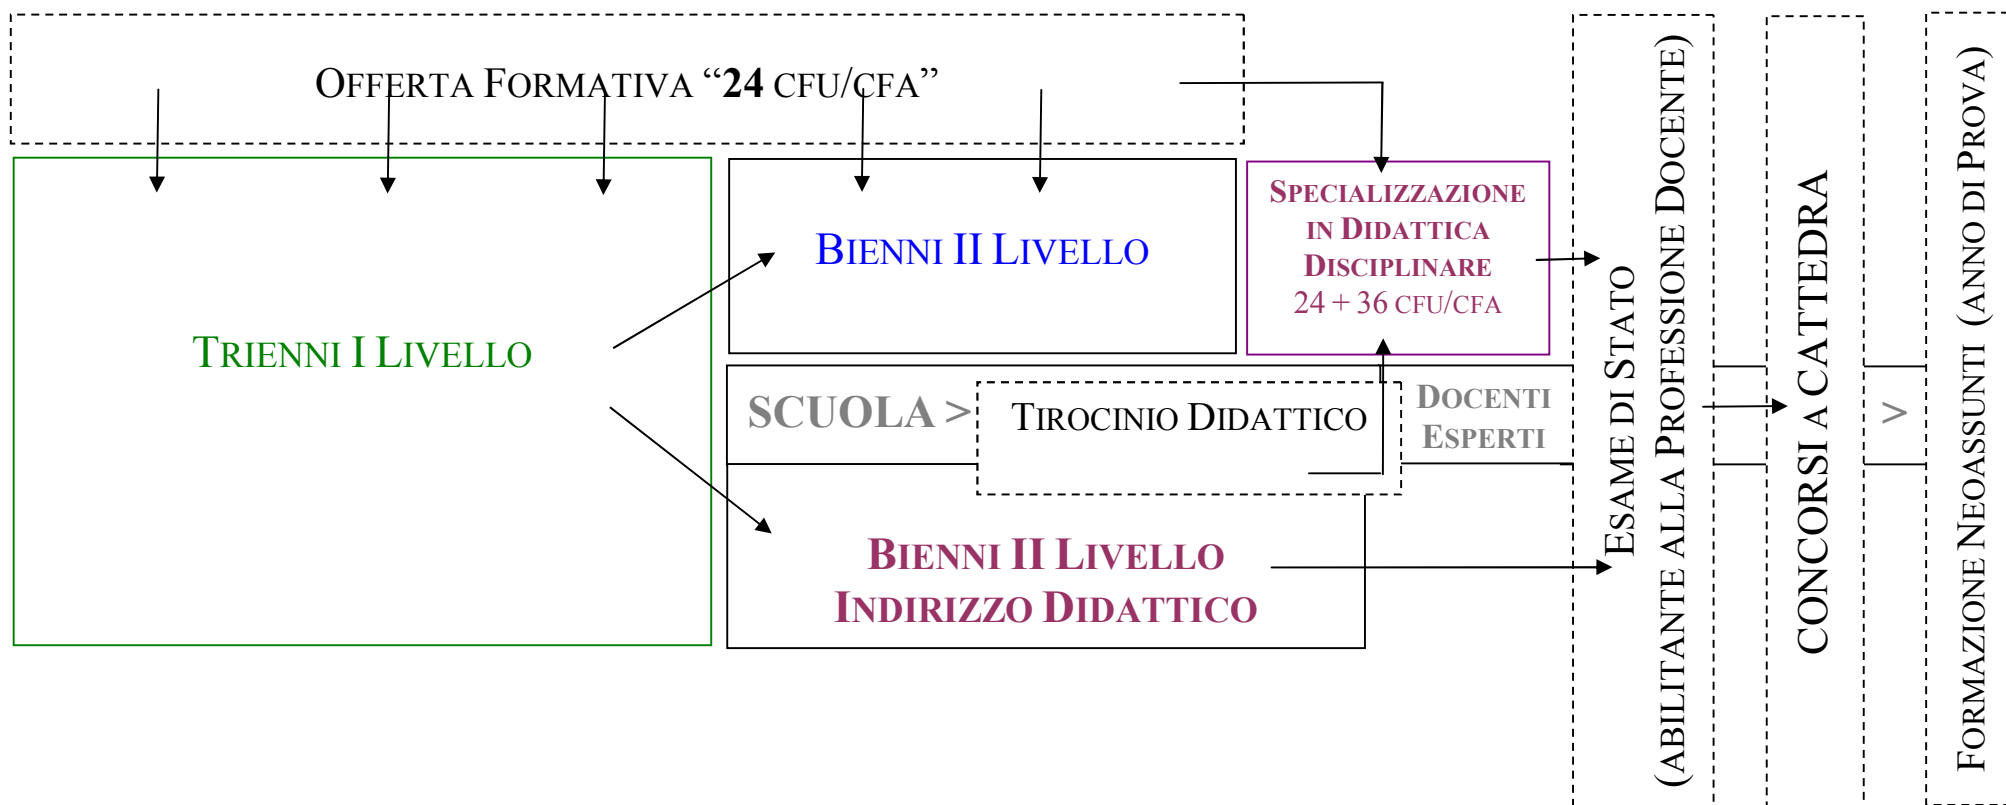 OFFERTA FORMATIVA “24 CFU/CFA”
TRIENNI I LIVELLO
BIENNI II LIVELLO
SPECIALIZZAZIONE
IN DIDATTICA
DISCIPLINARE
24 + 36 CFU/CFA
SCUOLA >
TIROCINIO DIDATTICO
DOCENTI
ESPERTI
BIENNI II LIVELLO
INDIRIZZO DIDATTICO
ESAME DI STATO
(ABILITANTE ALLA PROFESSIONE DOCENTE)
CONCORSI A CATTEDRA
>
FORMAZIONE NEOASSUNTI (ANNO DI PROVA)